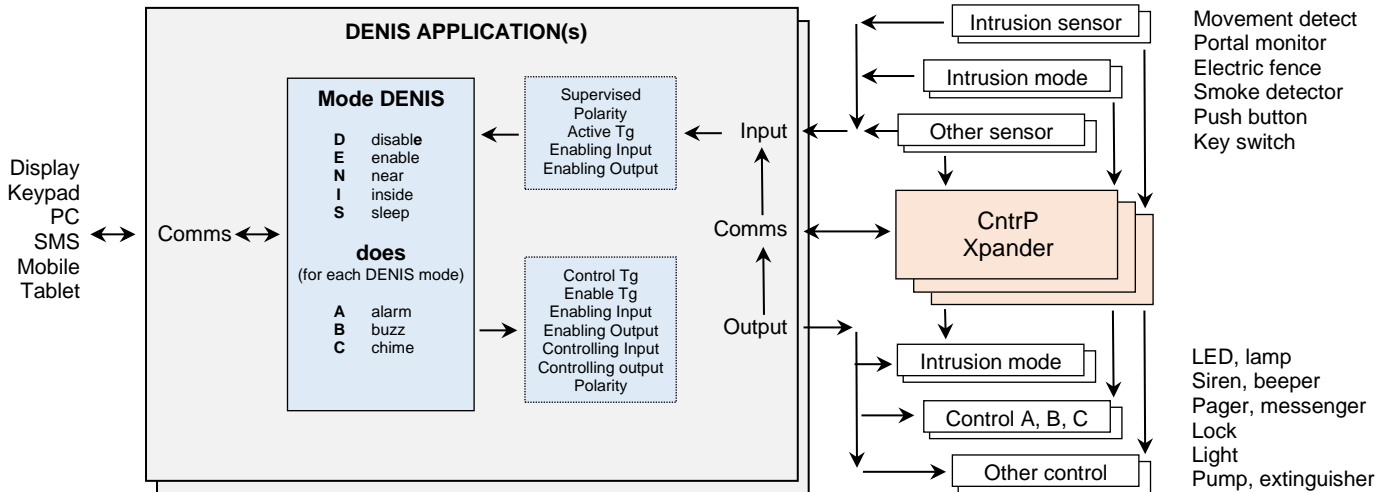 DENIS APPLICATION(s)
Mode DENIS
D disable
E enable
N near
I inside
S sleep
does
(for each DENIS mode)
A alarm
B buzz
C chime
Supervised
Polarity
Active Tg
Enabling Input
Enabling Output
Control Tg
Enable Tg
Enabling Input
Enabling Output
Controlling Input
Controlling output
Polarity
Display
Keypad
PC
SMS
Mobile
Tablet
Comms
Input
Comms
Output
Intrusion sensor
Intrusion mode
Other sensor
CntrP
Xpander
Intrusion mode
Control A, B, C
Other control
Movement detect
Portal monitor
Electric fence
Smoke detector
Push button
Key switch
LED, lamp
Siren, beeper
Pager, messenger
Lock
Light
Pump, extinguisher